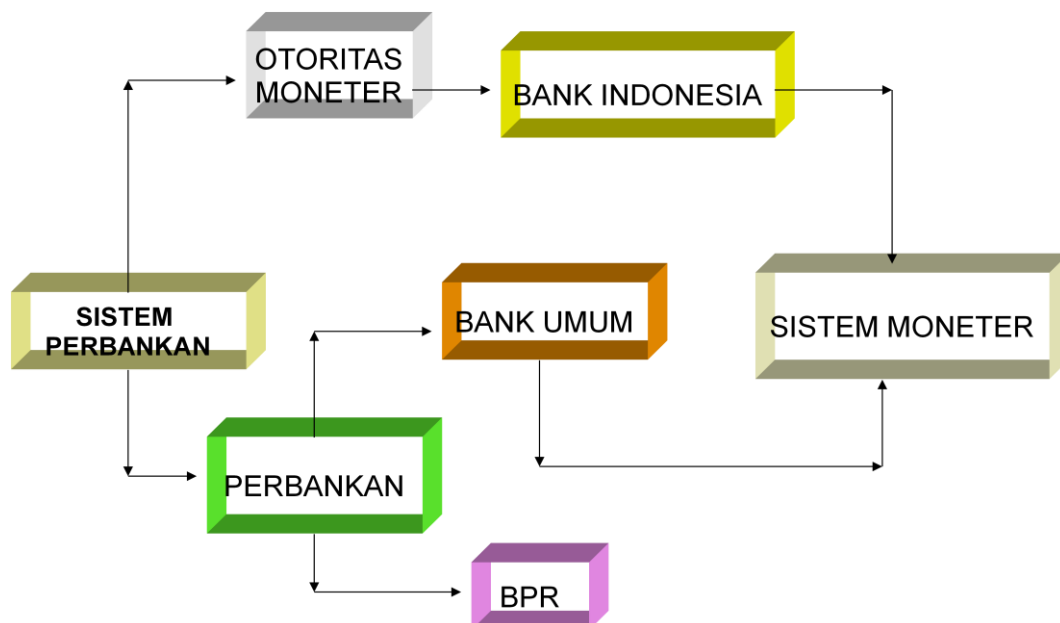 OTORITAS
MONETER
BANK INDONESIA
SISTEM
PERBANKAN
BANK UMUM
SISTEM MONETER
PERBANKAN
BPR